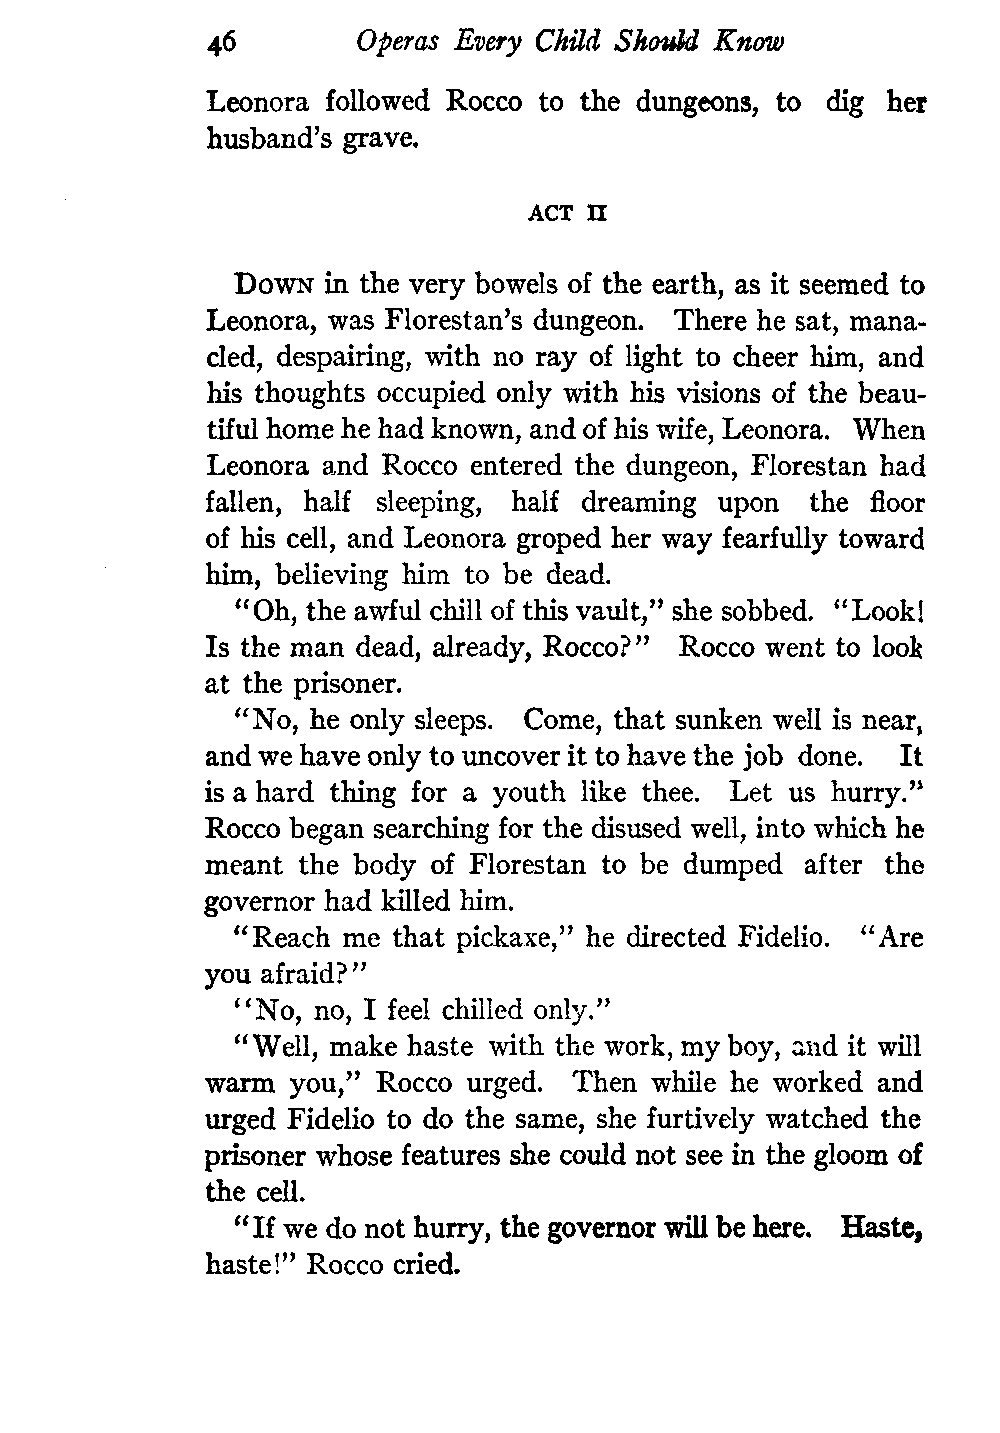 46 Operas Every Child Should Know
Leonora followed Rocco to the dungeons, to dig her
husband's grave.
ACT II
Down in the very bowels of the earth, as it seemed to
Leonora, was Florestan's dungeon. There he sat, mana-
cled, despairing, with no ray of light to cheer him, and
his thoughts occupied only with his visions of the beau-
tiful home he had known, and of his wife, Leonora. When
Leonora and Rocco entered the dungeon, Florestan had
fallen, half sleeping, half dreaming upon the floor
of his cell, and Leonora groped her way fearfully toward
him, believing him to be dead.
"Oh, the awful chill of this vault," she sobbed. "Look!
Is the man dead, already, Rocco?" Rocco went to look
at the prisoner.
"No, he only sleeps. Come, that sunken well is near,
and we have only to uncover it to have the job done. It
is a hard thing for a youth like thee. Let us hurry."
Rocco began searching for the disused well, into which he
meant the body of Florestan to be dumped after the
governor had killed him.
"Reach me that pickaxe," he directed Fidelio. "Are
you afraid?"
"No, no, I feel chilled only."
"Well, make haste with the work, my boy, and it will
warm you," Rocco urged. Then while he worked and
urged Fidelio to do the same, she furtively watched the
prisoner whose features she could not see in the gloom of
the cell.
"If we do not hurry, the governor will be here. Haste,
haste!" Rocco cried.